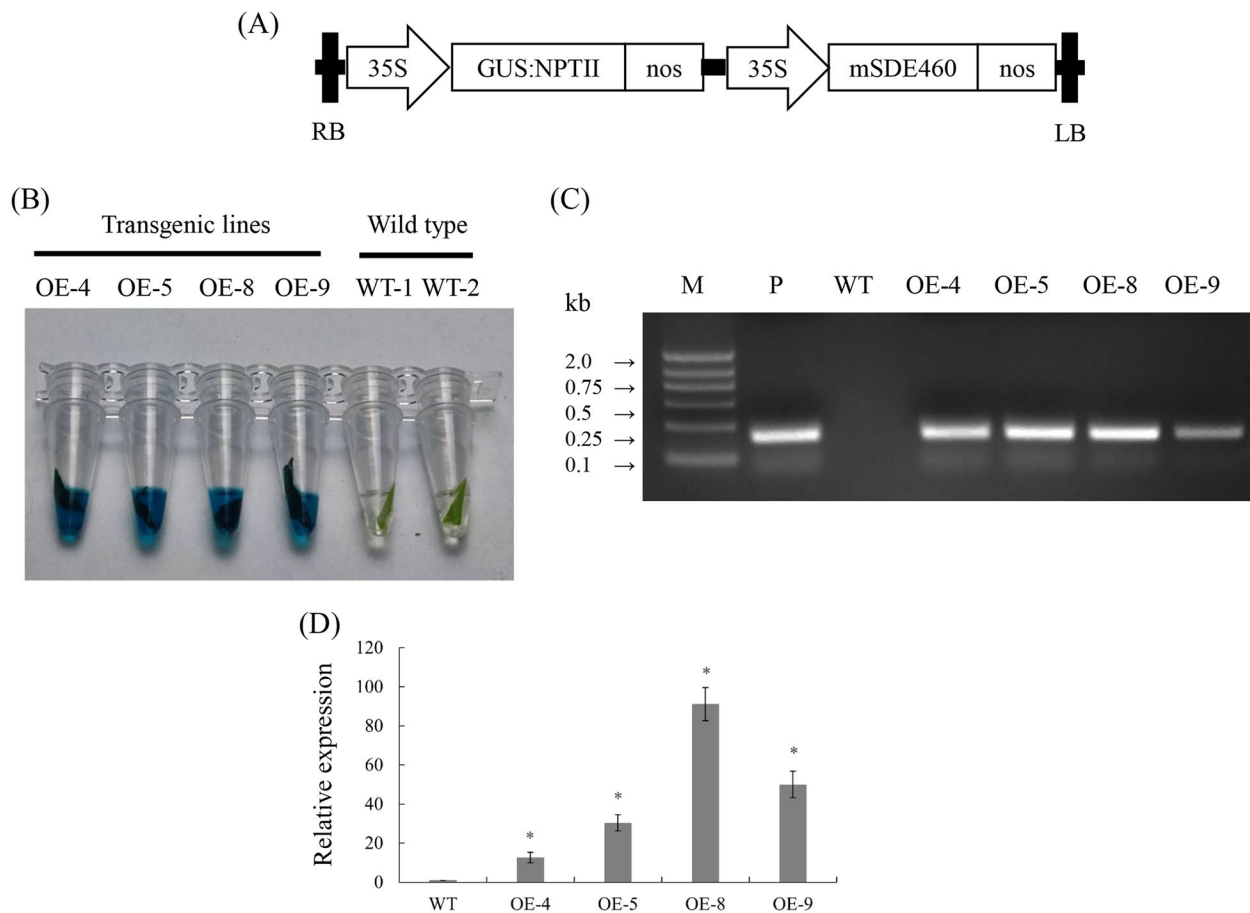 (A)
35S GUS:NPTII nos 35S mSDE460 nos
RB LB
(B)
Transgenic lines Wild type
OE-4 OE-5 OE-8 OE-9 WT-1 WT-2
(C)
kb M P WT OE-4 OE-5 OE-8 OE-9
2.0 →
0.75 →
0.5 →
0.25 →
0.1 →
(D)
Relative expression
120
100
80
60
40
20
0
* * * *
WT OE-4 OE-5 OE-8 OE-9